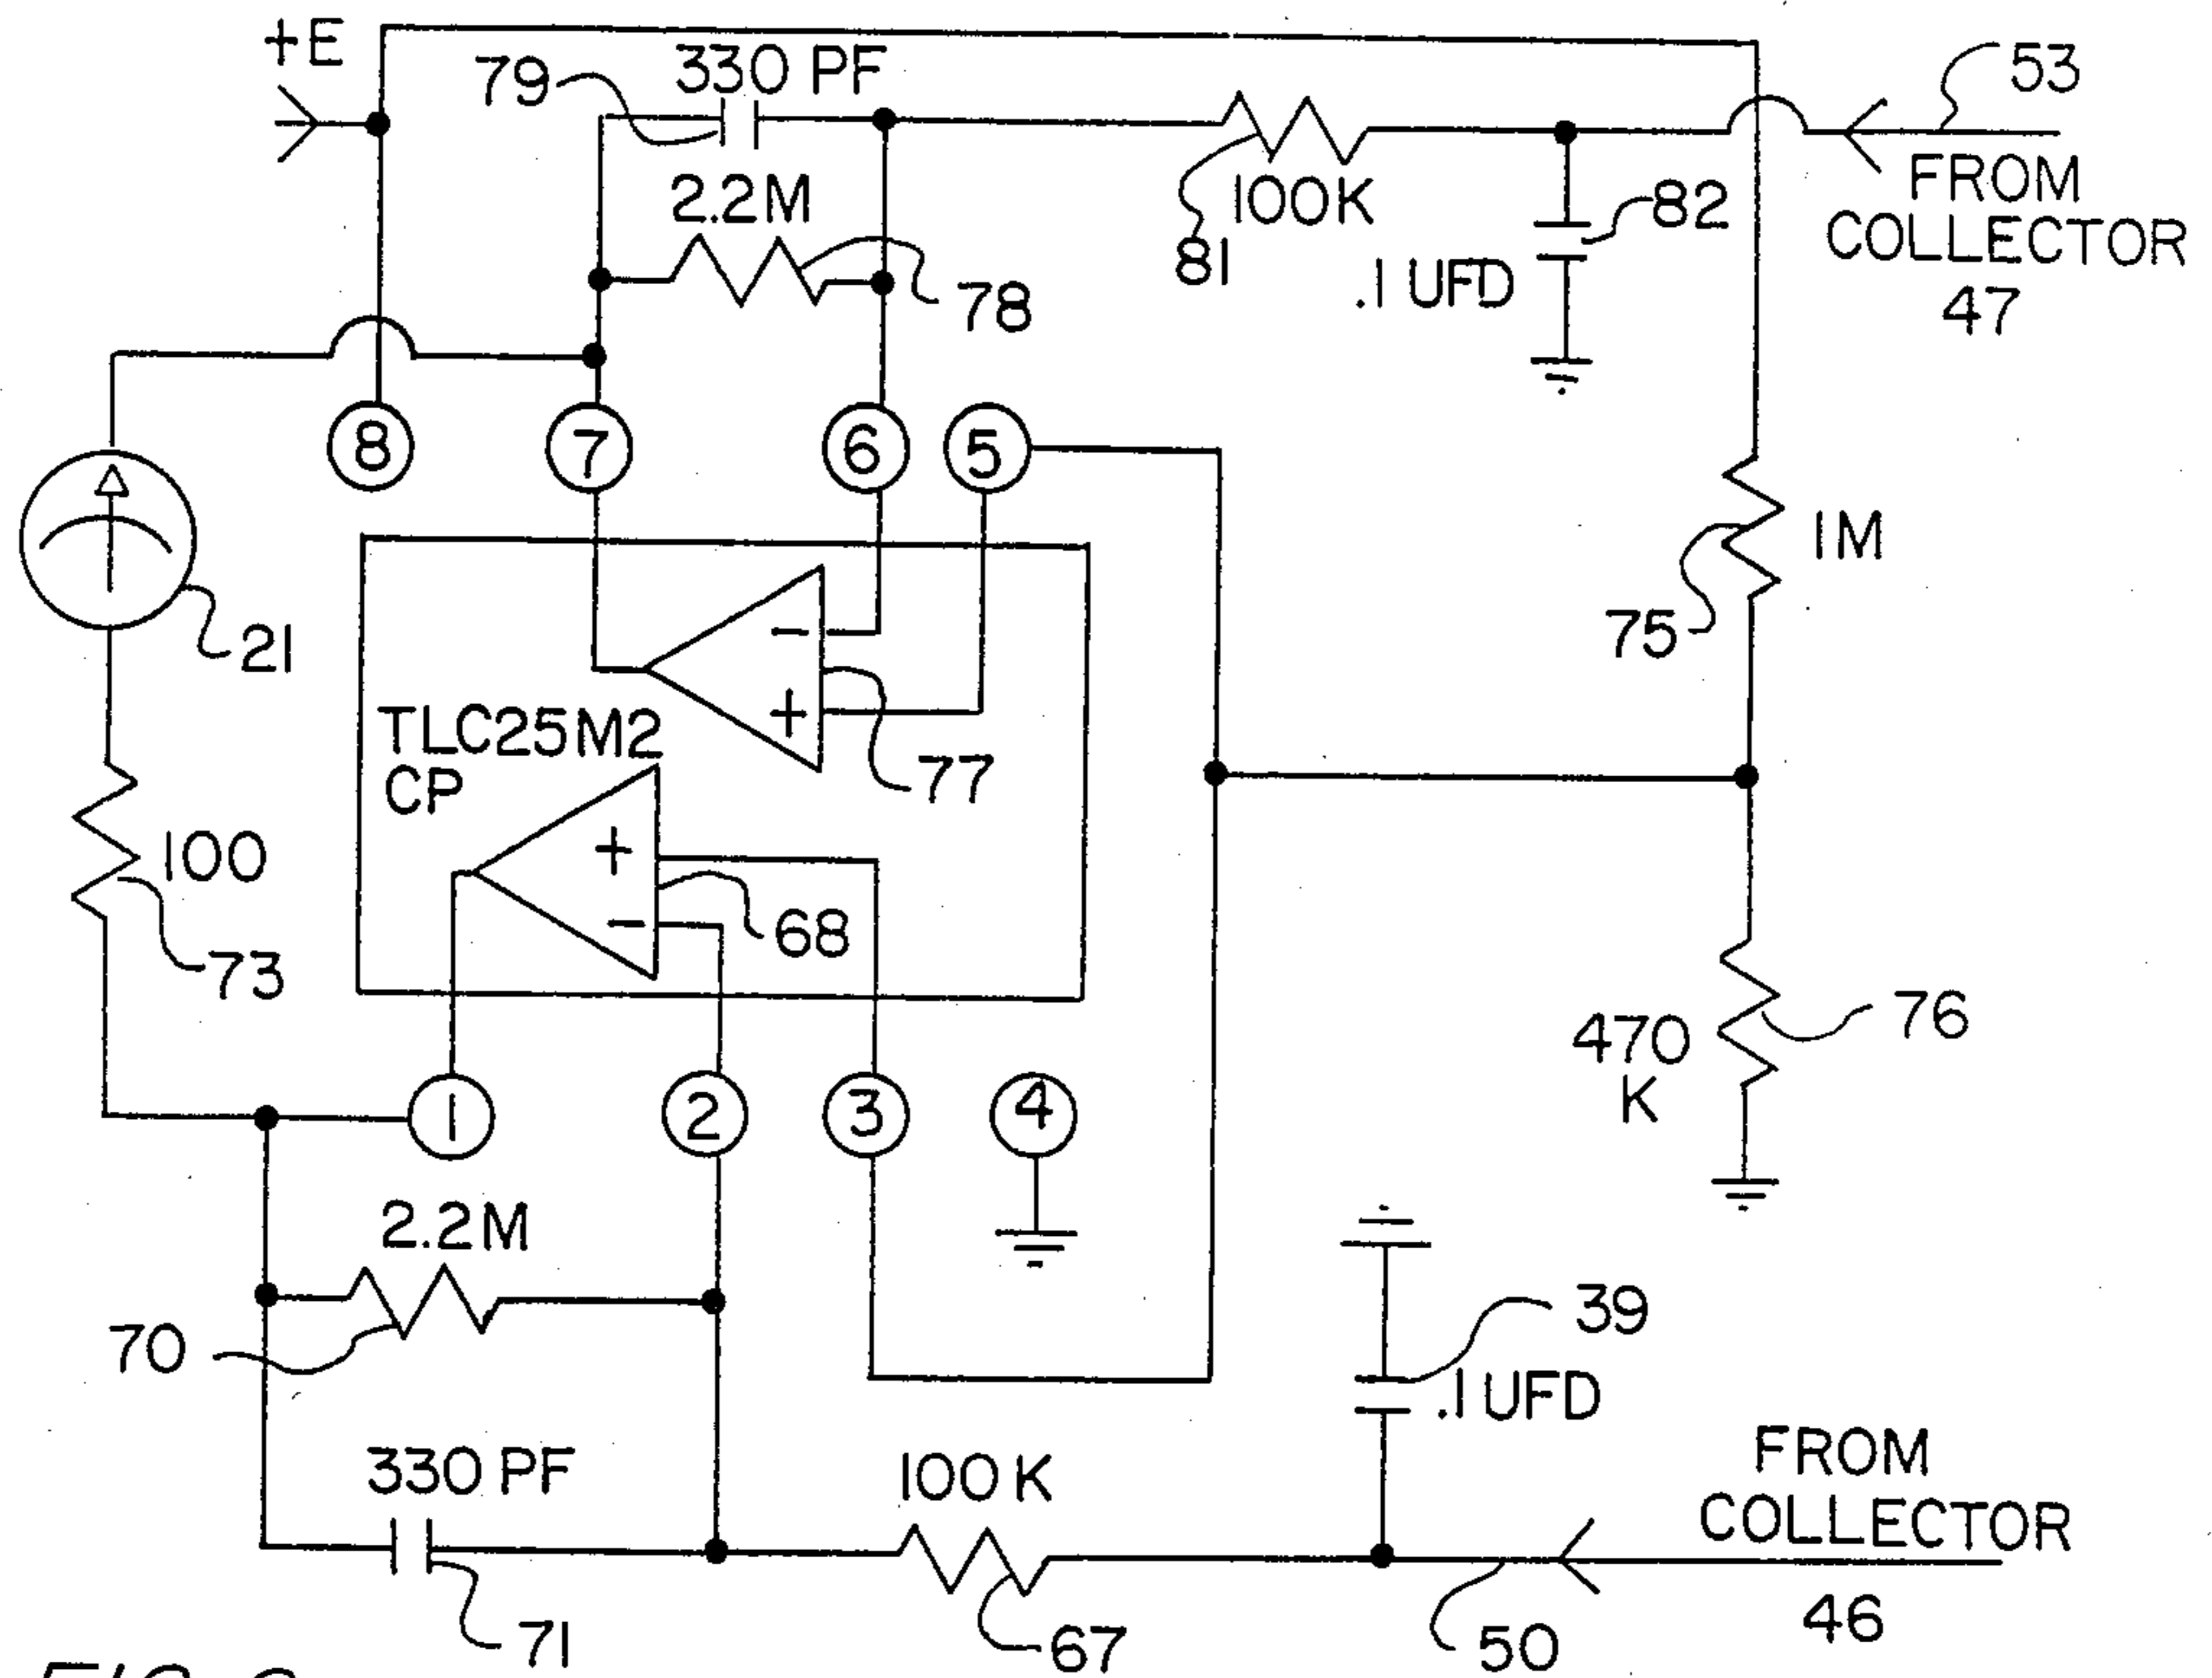 +E
79
330 PF
53
2.2M
100K
81
82
.1 UFD
FROM
COLLECTOR
47
78
8
7
6
5
21
1M
75
TLC25M2
CP
77
100
73
68
+
-
-
+
470
K
76
1
2
3
4
2.2M
70
39
.1 UFD
330 PF
100 K
FROM
COLLECTOR
46
71
67
50